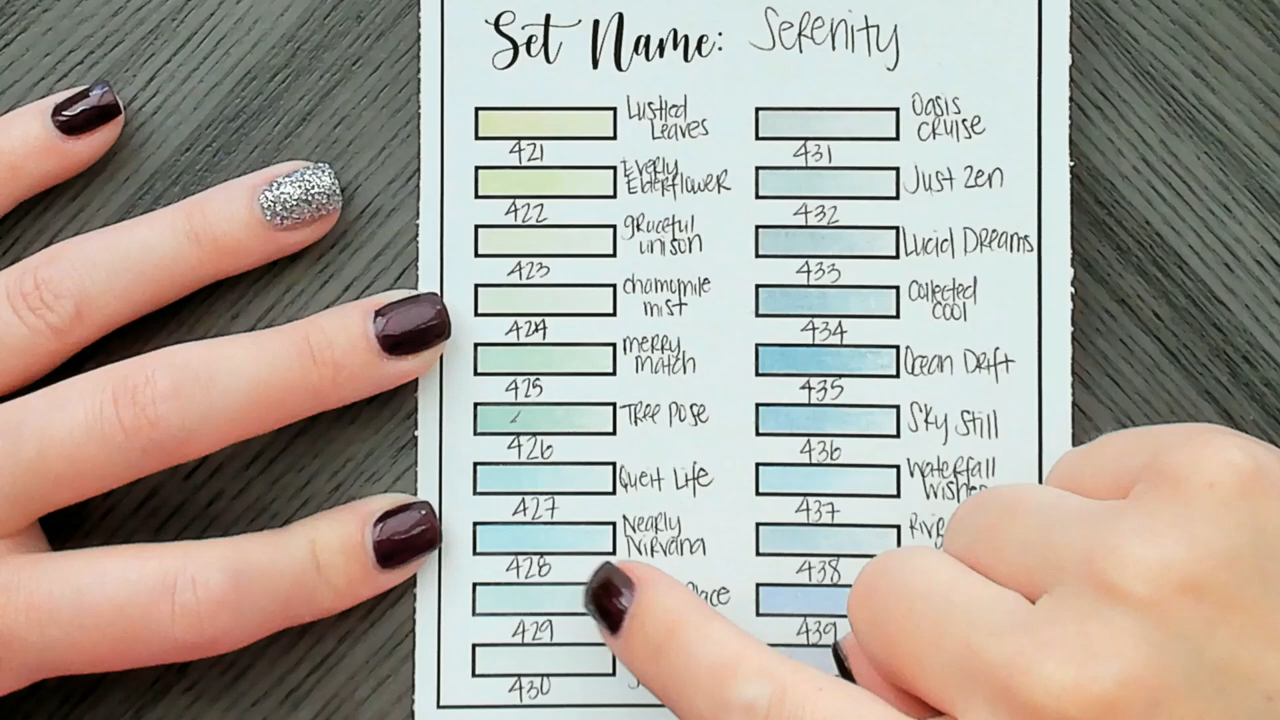 Set Name: Serenity
Lustled
Leaves
421
Everly
Elderflower
422
graceful
unison
423
chamomile
mist
424
merry
match
425
Tree Pose
426
Queit Life
427
Nearly
Nirvana
428
429
430
Oasis
Cruise
431
Just Zen
432
Lucid Dreams
433
Collected
Cool
434
Ocean Drift
435
Sky Still
436
Waterfall
Wishes
437
438
439